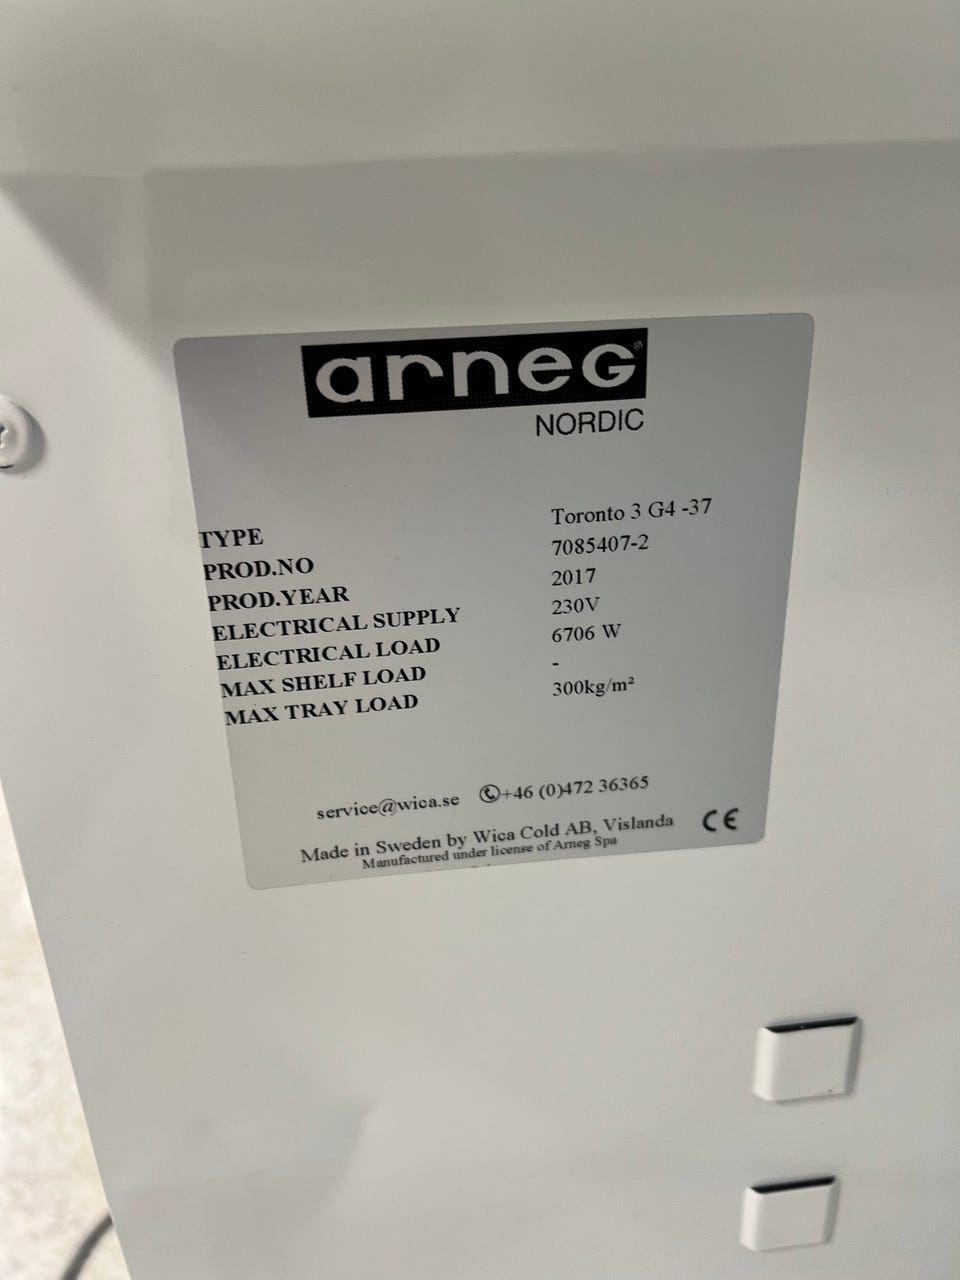 arneg®
NORDIC
TYPE Toronto 3 G4 -37
PROD.NO 7085407-2
PROD.YEAR 2017
ELECTRICAL SUPPLY 230V
ELECTRICAL LOAD 6706 W
MAX SHELF LOAD -
MAX TRAY LOAD 300kg/m²
service@wica.se +46 (0)472 36365
Made in Sweden by Wica Cold AB, Vislanda CE
Manufactured under license of Arneg Spa